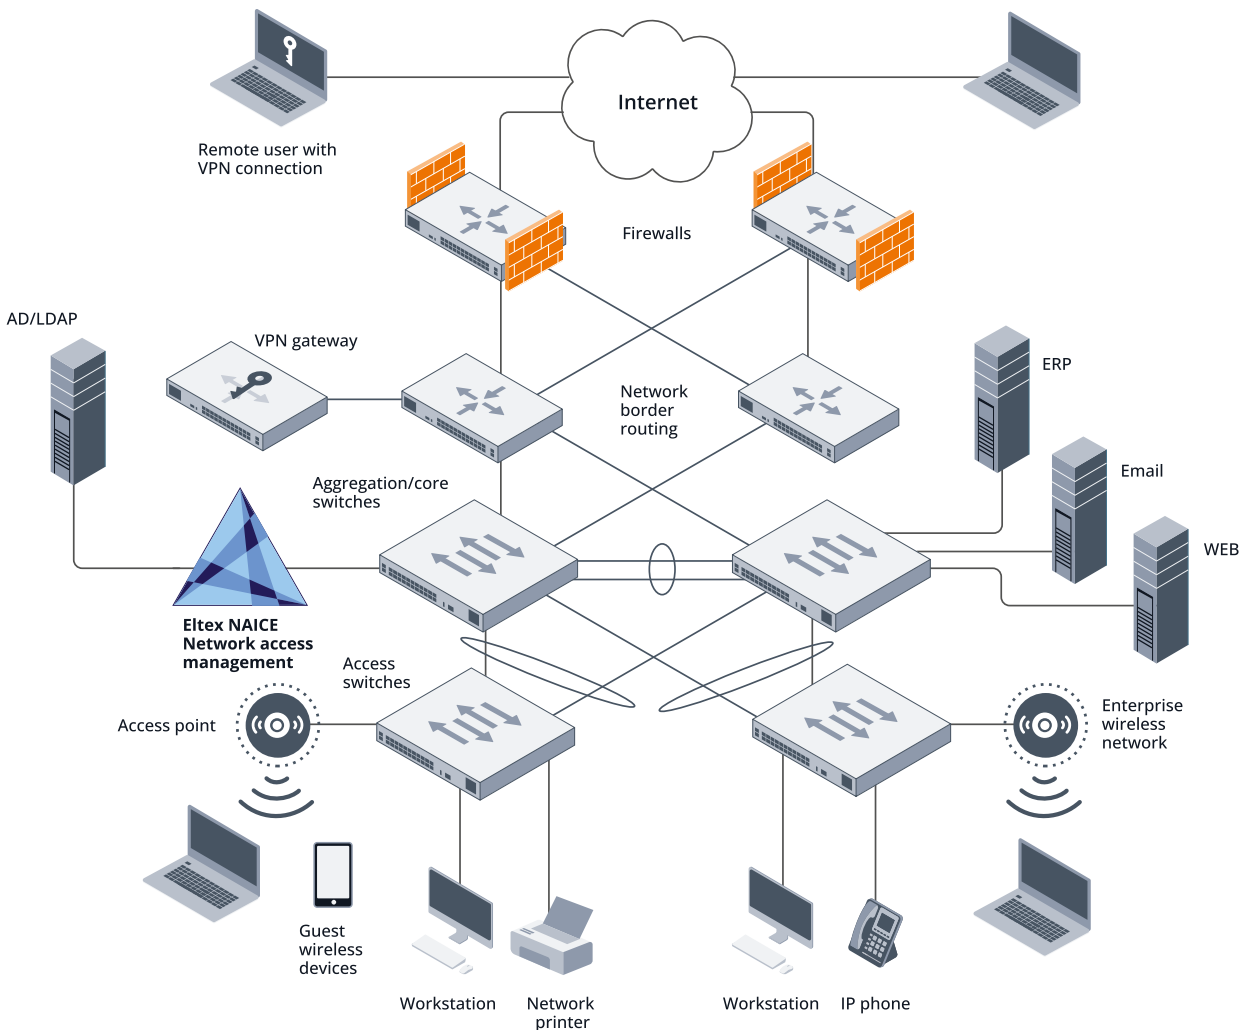 Internet
Remote user with
VPN connection
Firewalls
AD/LDAP
VPN gateway
Network
border
routing
ERP
Email
WEB
Aggregation/core
switches
Eltex NAICE
Network access
management
Access
switches
Access point
Enterprise
wireless
network
Guest
wireless
devices
Workstation
Network
printer
Workstation
IP phone